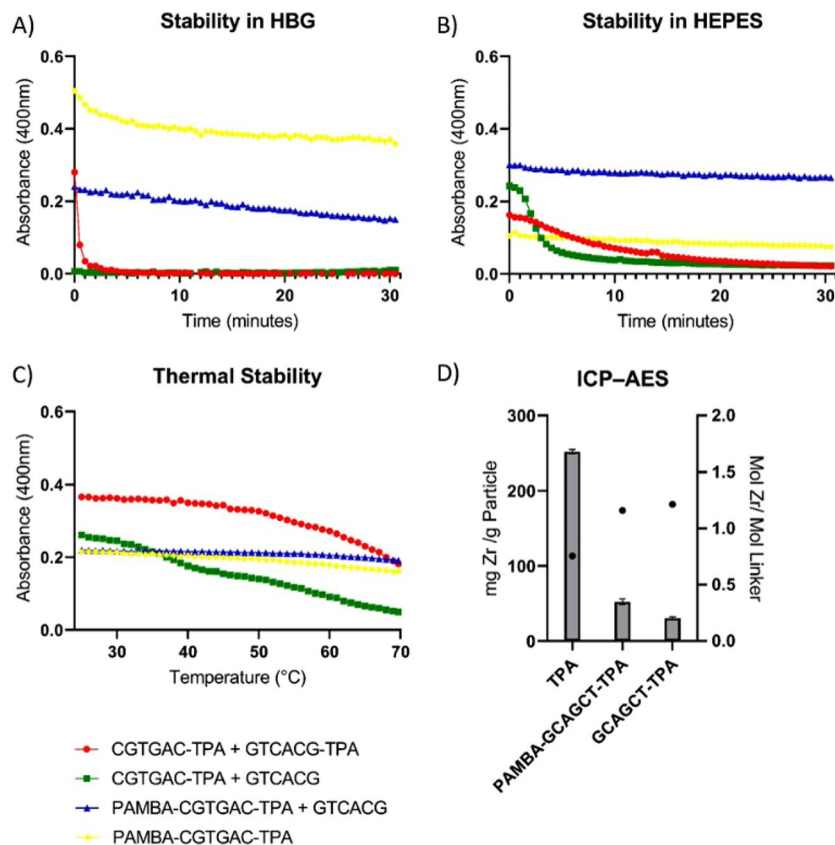 A) Stability in HBG
0.6
0.4
0.2
0.0
Absorbance (400nm)
0 10 20 30
Time (minutes)
B) Stability in HEPES
0.6
0.4
0.2
0.0
Absorbance (400nm)
0 10 20 30
Time (minutes)
C) Thermal Stability
0.6
0.4
0.2
0.0
Absorbance (400nm)
30 40 50 60 70
Temperature (°C)
D) ICP–AES
300
200
100
0
mg Zr /g Particle
2.0
1.5
1.0
0.5
0.0
Mol Zr/ Mol Linker
TPA
PAMBA-GCAGCT-TPA
GCAGCT-TPA
CGTGAC-TPA + GTCACG-TPA
CGTGAC-TPA + GTCACG
PAMBA-CGTGAC-TPA + GTCACG
PAMBA-CGTGAC-TPA